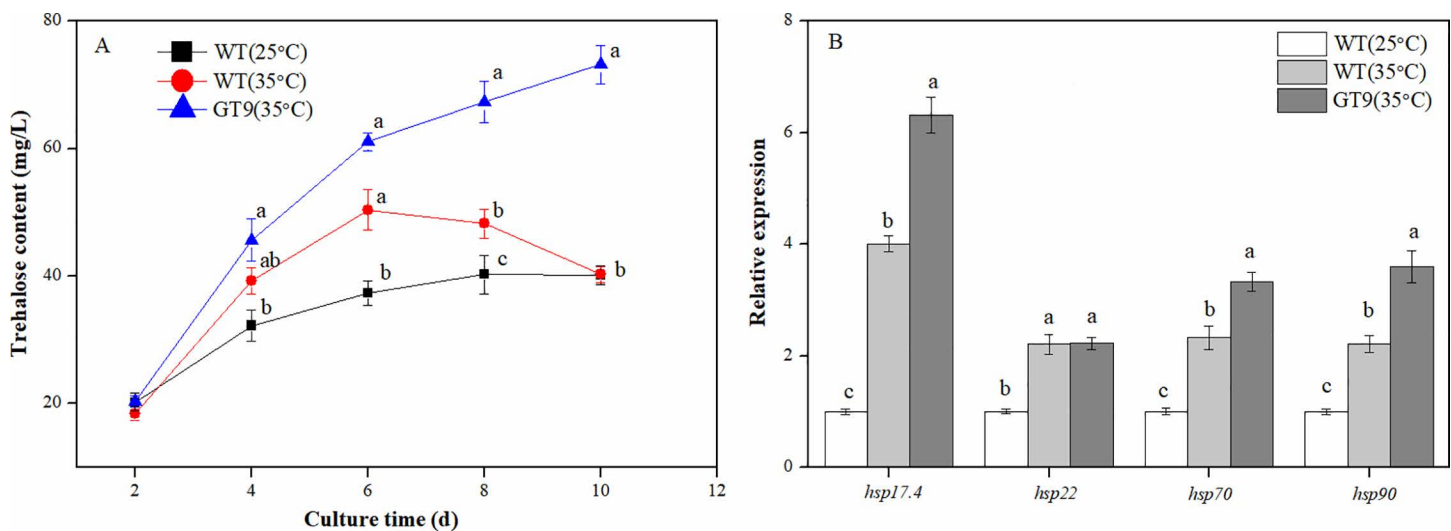 A
WT(25°C)
WT(35°C)
GT9(35°C)
Trehalose content (mg/L)
80
60
40
20
a
a
a
a
a
b
ab
b
c
b
b
2
4
6
8
10
12
Culture time (d)
B
WT(25°C)
WT(35°C)
GT9(35°C)
Relative expression
8
6
4
2
0
a
b
c
a
a
b
a
b
c
a
b
c
hsp17.4
hsp22
hsp70
hsp90